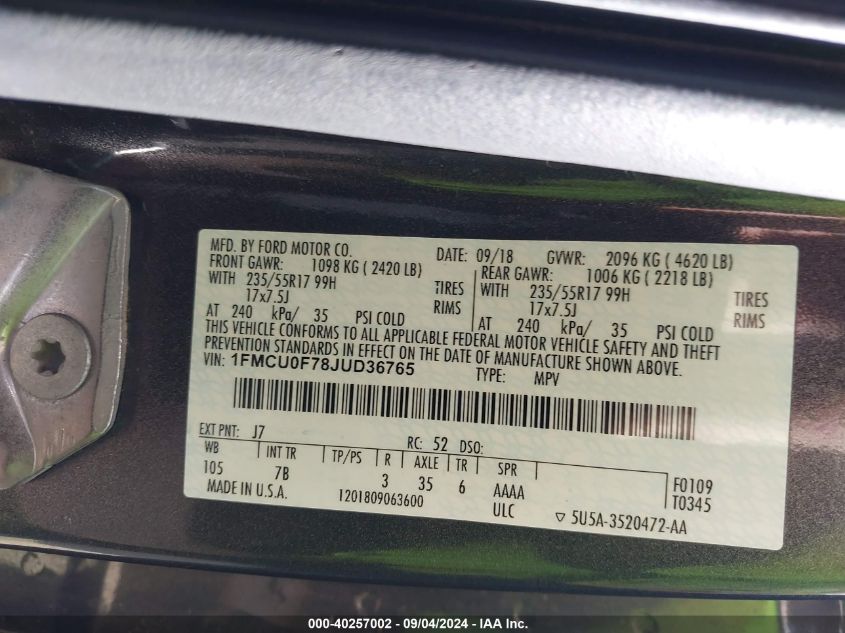 MFD. BY FORD MOTOR CO. DATE: 09/18 GVWR: 2096 KG ( 4620 LB)
FRONT GAWR: 1098 KG ( 2420 LB) REAR GAWR: 1006 KG ( 2218 LB)
WITH 235/55R17 99H TIRES WITH 235/55R17 99H TIRES
17x7.5J RIMS 17x7.5J RIMS
AT 240 kPa/ 35 PSI COLD AT 240 kPa/ 35 PSI COLD
THIS VEHICLE CONFORMS TO ALL APPLICABLE FEDERAL MOTOR VEHICLE SAFETY AND THEFT
PREVENTION STANDARDS IN EFFECT ON THE DATE OF MANUFACTURE SHOWN ABOVE.
VIN: 1FMCU0F78JUD36765 TYPE: MPV
EXT PNT: J7 RC: 52 DSO:
WB INT TR TP/PS R AXLE TR SPR
105 7B 3 35 6 AAAA F0109
MADE IN U.S.A. 1201809063600 ULC T0345
▽ 5U5A-3520472-AA
000-40257002 - 09/04/2024 - IAA Inc.